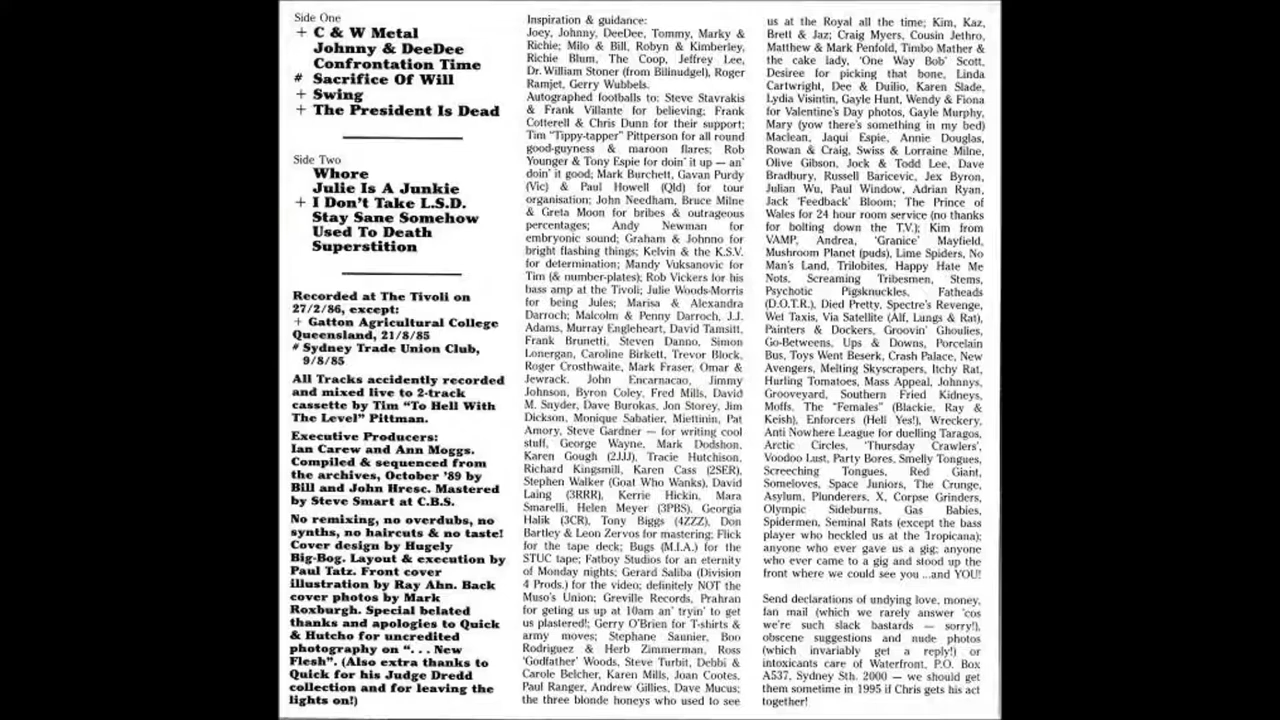 Side One
+ C & W Metal
Johnny & DeeDee
Confrontation Time
# Sacrifice Of Will
+ Swing
+ The President Is Dead
Side Two
Whore
Julie Is A Junkie
+ I Don't Take L.S.D.
Stay Sane Somehow
Used To Death
Superstition
Recorded at The Tivoli on
27/2/86, except:
+ Gatton Agricultural College
Queensland, 21/8/85
# Sydney Trade Union Club,
9/8/85
All Tracks accidently recorded
and mixed live to 2-track
cassette by Tim "To Hell With
The Level" Pittman.
Executive Producers:
Ian Carew and Ann Moggs.
Compiled & sequenced from
the archives, October '89 by
Bill and John Hresc. Mastered
by Steve Smart at C.B.S.
No remixing, no overdubs, no
synths, no haircuts & no taste!
Cover design by Hugely
Big-Bog. Layout & execution by
Paul Tatz. Front cover
illustration by Ray Ahn. Back
cover photos by Mark
Roxburgh. Special belated
thanks and apologies to Quick
& Hutcho for uncredited
photography on ". . . New
Flesh". (Also extra thanks to
Quick for his Judge Dredd
collection and for leaving the
lights on!)
Inspiration & guidance:
Joey, Johnny, DeeDee, Tommy, Marky &
Richie; Milo & Bill, Robyn & Kimberley,
Richie Blum, The Coop, Jeffrey Lee,
Dr. William Stoner (from Bilinudgel), Roger
Ramjet, Gerry Wubbels.
Autographed footballs to: Steve Stavrakis
& Frank Villante for believing; Frank
Cotterell & Chris Dunn for their support;
Tim "Tippy-tapper" Pittperson for all round
good-guyness & maroon flares; Rob
Younger & Tony Espie for doin' it up — an'
doin' it good; Mark Burchett, Gavan Purdy
(Vic) & Paul Howell (Qld) for tour
organisation; John Needham, Bruce Milne
& Greta Moon for bribes & outrageous
percentages; Andy Newman for
embryonic sound; Graham & Johnno for
bright flashing things; Kelvin & the K.S.V.
for determination; Mandy Vuksanovic for
Tim (& number-plates); Rob Vickers for his
bass amp at the Tivoli; Julie Woods-Morris
for being Jules; Marisa & Alexandra
Darroch; Malcolm & Penny Darroch, J.J.
Adams, Murray Engleheart, David Tamsitt,
Frank Brunetti, Steven Danno, Simon
Lonergan, Caroline Birkett, Trevor Block,
Roger Crosthwaite, Mark Fraser, Omar &
Jewrack. John Encarnacao, Jimmy
Johnson, Byron Coley, Fred Mills, David
M. Snyder, Dave Burokas, Jon Storey, Jim
Dickson, Monique Sabatier, Miettinin, Pat
Amory, Steve Gardner — for writing cool
stuff, George Wayne, Mark Dodshon,
Karen Gough (2JJJ), Tracie Hutchison,
Richard Kingsmill, Karen Cass (2SER),
Stephen Walker (Goat Who Wants), David
Laing (3RRR), Kerrie Hickin, Mara
Smarelli, Helen Meyer (3PBS), Georgia
Halik (3CR), Tony Biggs (4ZZZ), Don
Bartley & Leon Zervos for mastering; Flick
for the tape deck; Bugs (M.I.A.) for the
STUC tape; Fatboy Studios for an eternity
of Monday nights; Gerard Saliba (Division
4 Prods.) for the video; definitely NOT the
Muso's Union; Greville Records, Prahran
for geting us up at 10am an' tryin' to get
us plastered!; Gerry O'Brien for T-shirts &
army moves; Stephane Saunier, Boo
Rodriguez & Herb Zimmerman, Ross
'Godfather' Woods, Steve Turbit, Debbi &
Carole Belcher, Karen Mills, Joan Cootes,
Paul Ranger, Andrew Gillies, Dave Mucus;
the three blonde honeys who used to see
us at the Royal all the time; Kim, Kaz,
Brett & Jaz; Craig Myers, Cousin Jethro,
Matthew & Mark Penfold, Timbo Mather &
the cake lady, 'One Way Bob' Scott,
Desiree for picking that bone, Linda
Cartwright, Dee & Duilio, Karen Slade,
Lydia Visintin, Gayle Hunt, Wendy & Fiona
for Valentine's Day photos, Gayle Murphy,
Mary (yow there's something in my bed)
Maclean, Jaqui Espie, Annie Douglas,
Rowan & Craig, Swiss & Lorraine Milne,
Olive Gibson, Jock & Todd Lee, Dave
Bradbury, Russell Baricevic, Jex Byron,
Julian Wu, Paul Window, Adrian Ryan,
Jack 'Feedback' Bloom; The Prince of
Wales for 24 hour room service (no thanks
for bolting down the T.V.); Kim from
VAMP, Andrea, 'Granice' Mayfield,
Mushroom Planet (puds), Lime Spiders, No
Man's Land, Trilobites, Happy Hate Me
Nots, Screaming Tribesmen, Stems,
Psychotic Pigsknuckles, Fatheads
(D.O.T.R.), Died Pretty, Spectre's Revenge,
Wet Taxis, Via Satellite (Alf, Lungs & Rat),
Painters & Dockers, Groovin' Ghoulies,
Go-Betweens, Ups & Downs, Porcelain
Bus, Toys Went Beserk, Crash Palace, New
Avengers, Melting Skyscrapers, Itchy Rat,
Hurling Tomatoes, Mass Appeal, Johnys,
Grooveyard, Southern Fried Kidneys,
Moffs, The "Females" (Blackie, Ray &
Keish), Enforcers (Hell Yes!), Wreckery,
Anti Nowhere League for duelling Taragos,
Arctic Circles, 'Thursday Crawlers',
Voodoo Lust, Party Bores, Smelly Tongues,
Screeching Tongues, Red Giant,
Someloves, Space Juniors, The Crunge,
Asylum, Plunderers, X, Corpse Grinders,
Olympic Sideburns, Gas Babies,
Spidermen, Seminal Rats (except the bass
player who heckled us at the Tropicana);
anyone who ever gave us a gig; anyone
who ever came to a gig and stood up the
front where we could see you ...and YOU!
Send declarations of undying love, money,
fan mail (which we rarely answer 'cos
we're such slack bastards — sorry!),
obscene suggestions and nude photos
(which invariably get a reply!) or
intoxicants care of Waterfront, P.O. Box
A537, Sydney Sth. 2000 — we should get
them sometime in 1995 if Chris gets his act
together!